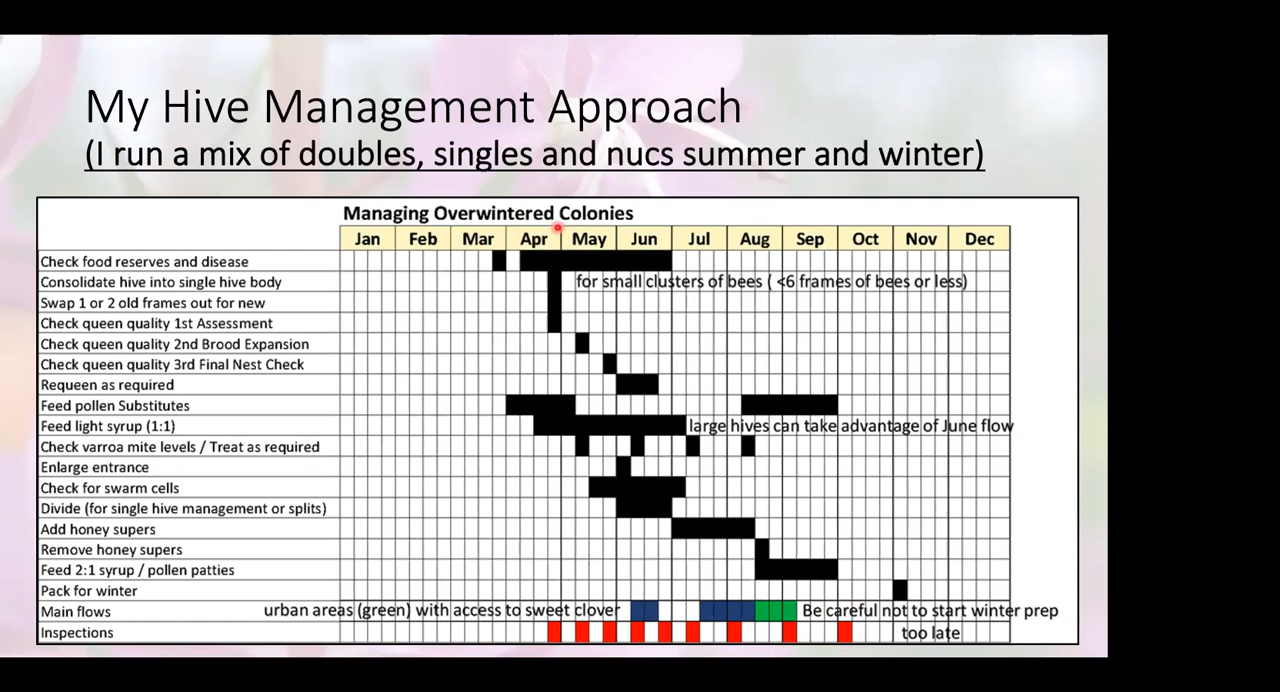 My Hive Management Approach
(I run a mix of doubles, singles and nucs summer and winter)
Managing Overwintered Colonies
Jan Feb Mar Apr May Jun Jul Aug Sep Oct Nov Dec
Check food reserves and disease
Consolidate hive into single hive body for small clusters of bees ( <6 frames of bees or less)
Swap 1 or 2 old frames out for new
Check queen quality 1st Assessment
Check queen quality 2nd Brood Expansion
Check queen quality 3rd Final Nest Check
Requeen as required
Feed pollen Substitutes
Feed light syrup (1:1) large hives can take advantage of June flow
Check varroa mite levels / Treat as required
Enlarge entrance
Check for swarm cells
Divide (for single hive management or splits)
Add honey supers
Remove honey supers
Feed 2:1 syrup / pollen patties
Pack for winter
Main flows urban areas (green) with access to sweet clover Be careful not to start winter prep
Inspections too late